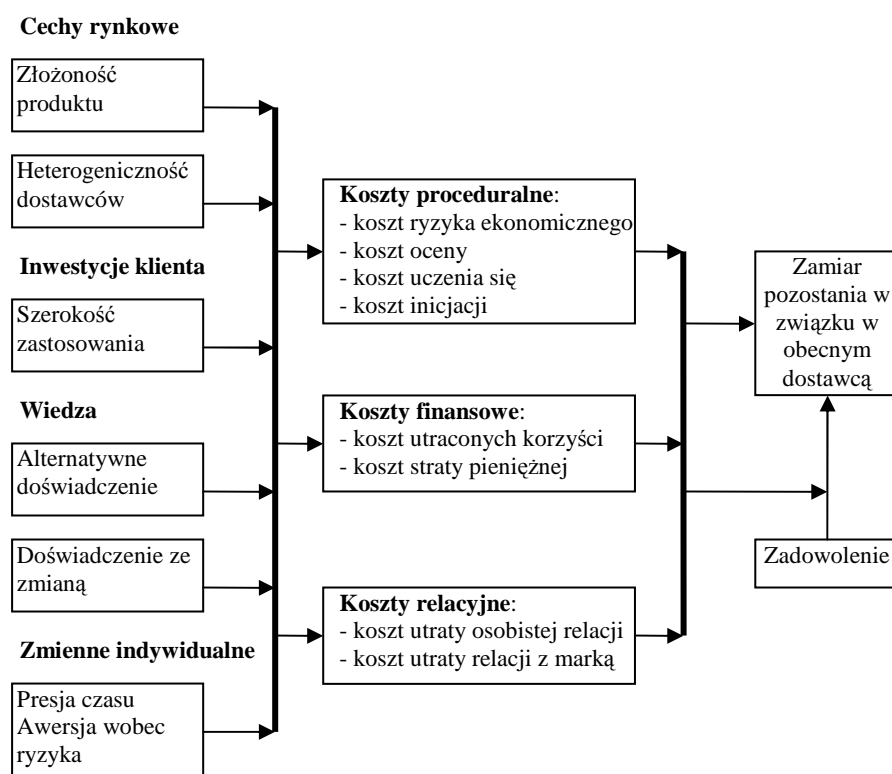 Cechy rynkowe
Złożoność
produktu
Heterogeniczność
dostawców
Inwestycje klienta
Szerokość
zastosowania
Wiedza
Alternatywne
doświadczenie
Doświadczenie ze
zmianą
Zmienne indywidualne
Presja czasu
Awersja wobec
ryzyka
Koszty proceduralne:
- koszt ryzyka ekonomicznego
- koszt oceny
- koszt uczenia się
- koszt inicjacji
Koszty finansowe:
- koszt utraconych korzyści
- koszt straty pieniężnej
Koszty relacyjne:
- koszt utraty osobistej relacji
- koszt utraty relacji z marką
Zamiar
pozostania w
związku w
obecnym
dostawcą
Zadowolenie